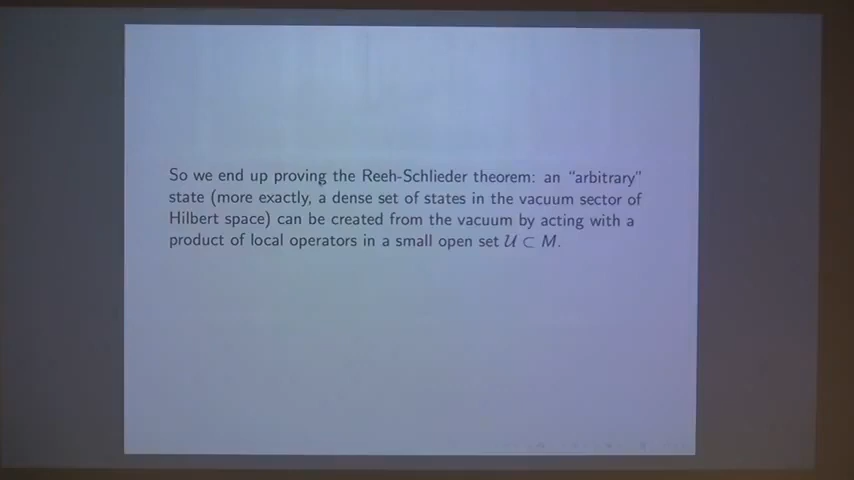 So we end up proving the Reeh-Schlieder theorem: an “arbitrary”
state (more exactly, a dense set of states in the vacuum sector of
Hilbert space) can be created from the vacuum by acting with a
product of local operators in a small open set 𝒰 ⊂ M.